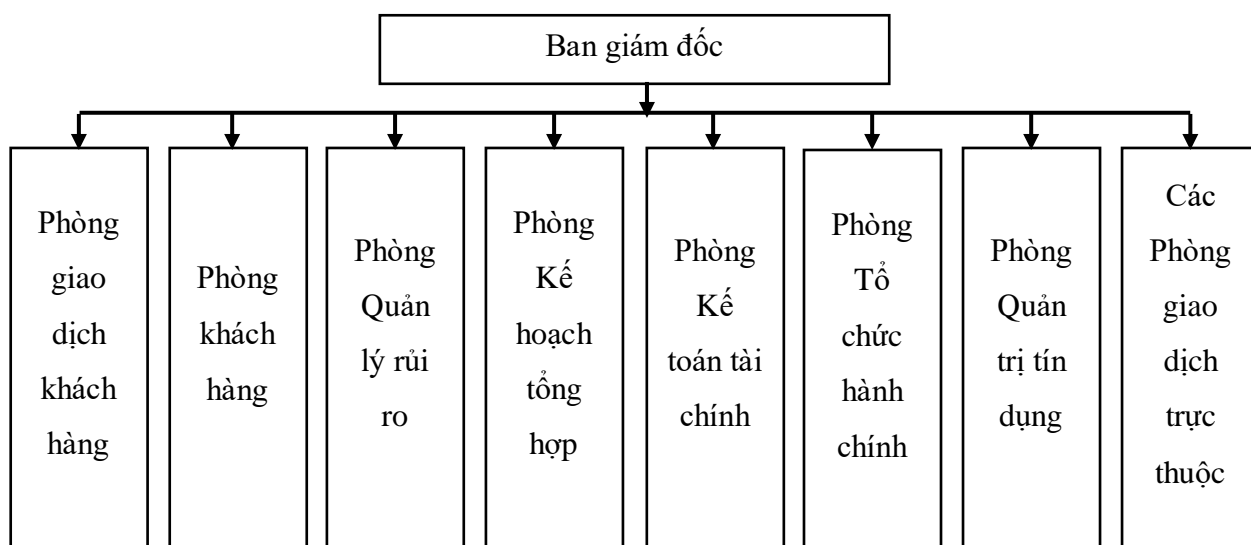 Ban giám đốc
Phòng
giao
dịch
khách
hàng
Phòng
khách
hàng
Phòng
Quản
lý rủi
ro
Phòng
Kế
hoạch
tổng
hợp
Phòng
Kế
toán tài
chính
Phòng
Tổ
chức
hành
chính
Phòng
Quản
trị tín
dụng
Các
Phòng
giao
dịch
trực
thuộc